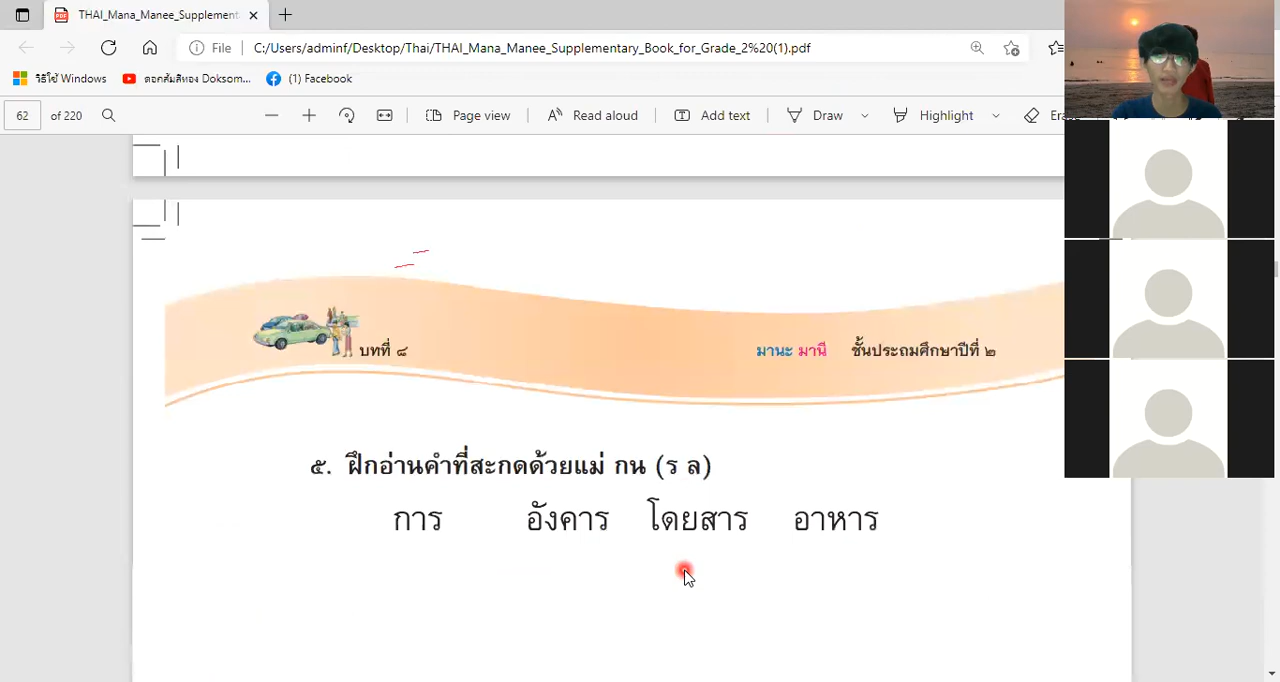 THAI_Mana_Manee_Supplement
File C:/Users/adminf/Desktop/Thai/THAI_Mana_Manee_Supplementary_Book_for_Grade_2%20(1).pdf
วิธีใช้ Windows ดอกส้มสีทอง Doksom... (1) Facebook
62 of 220 Page view Read aloud Add text Draw Highlight
บทที่ ๘ มานะ มานี ชั้นประถมศึกษาปีที่ ๒
๕. ฝึกอ่านคำที่สะกดด้วยแม่ กน (ร ล)
การ อังคาร โดยสาร อาหาร